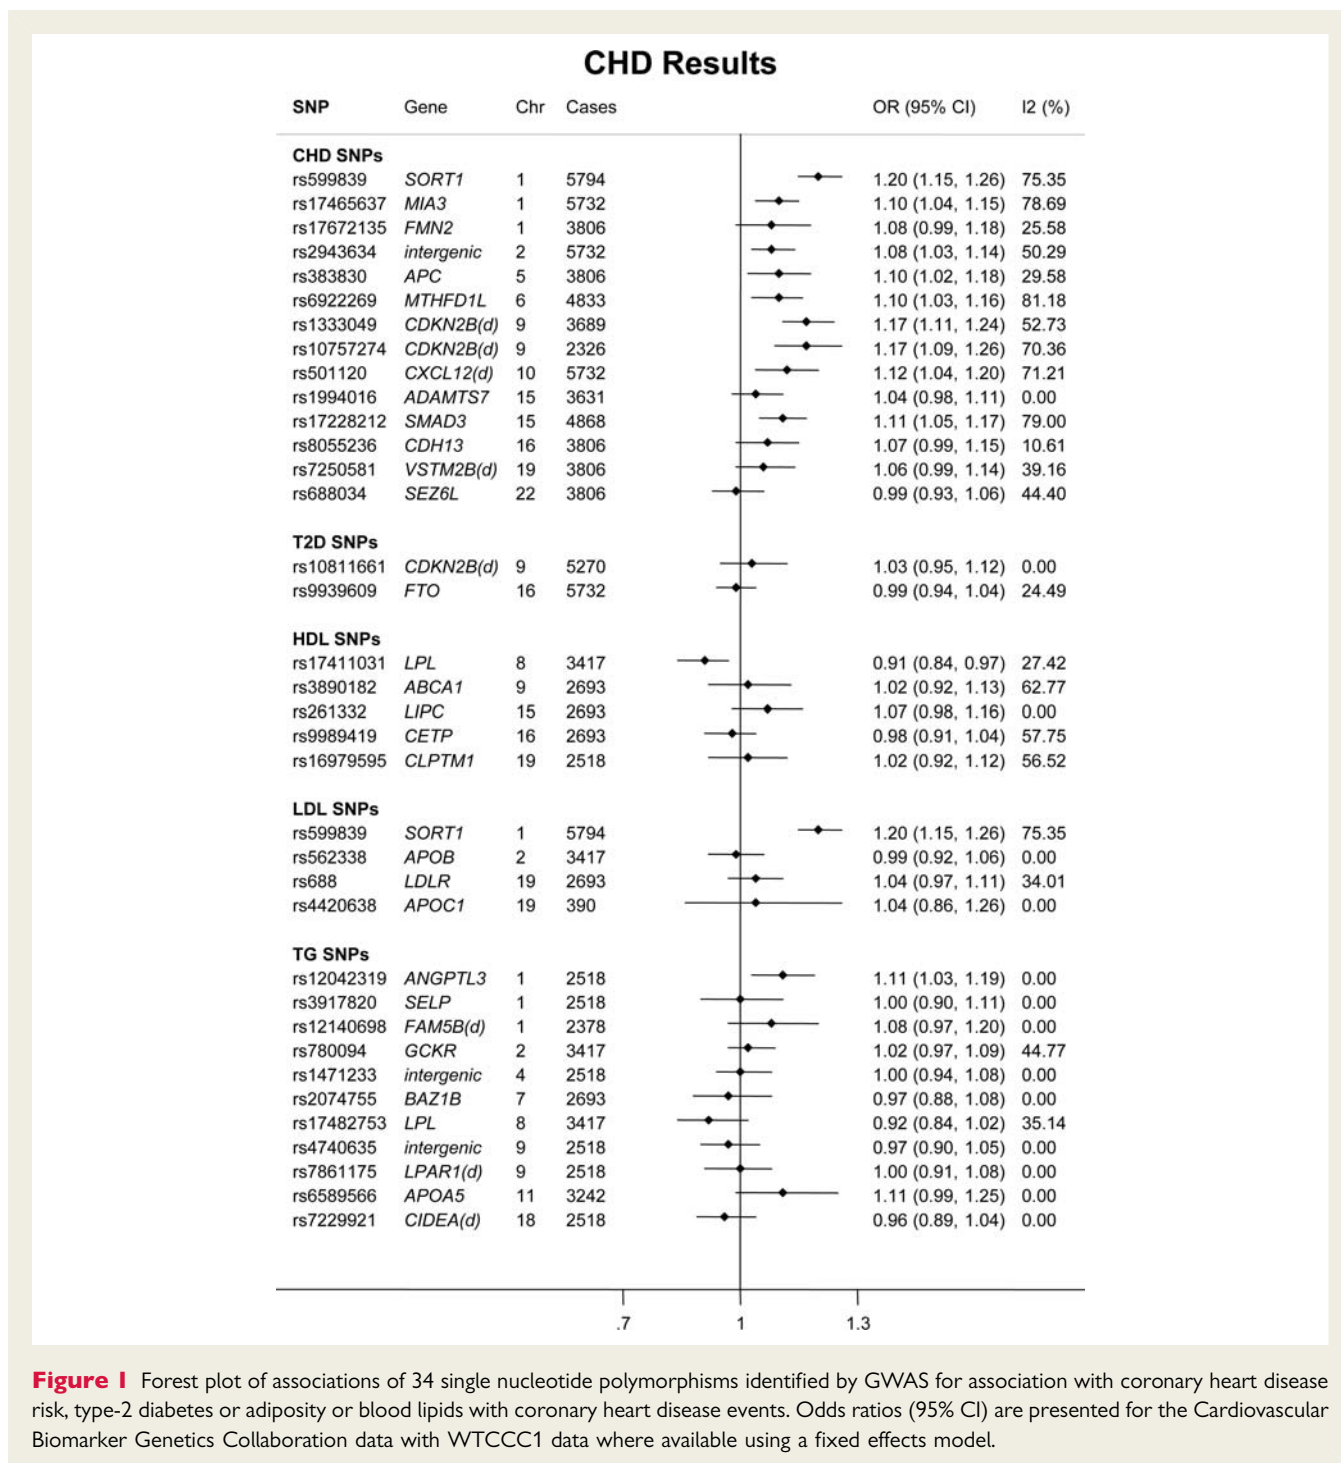 CHD Results
SNP Gene Chr Cases OR (95% CI) I2 (%)
CHD SNPs
rs599839 SORT1 1 5794 1.20 (1.15, 1.26) 75.35
rs17465637 MIA3 1 5732 1.10 (1.04, 1.15) 78.69
rs17672135 FMN2 1 3806 1.08 (0.99, 1.18) 25.58
rs2943634 intergenic 2 5732 1.08 (1.03, 1.14) 50.29
rs383830 APC 5 3806 1.10 (1.02, 1.18) 29.58
rs6922269 MTHFD1L 6 4833 1.10 (1.03, 1.16) 81.18
rs1333049 CDKN2B(d) 9 3689 1.17 (1.11, 1.24) 52.73
rs10757274 CDKN2B(d) 9 2326 1.17 (1.09, 1.26) 70.36
rs501120 CXCL12(d) 10 5732 1.12 (1.04, 1.20) 71.21
rs1994016 ADAMTS7 15 3631 1.04 (0.98, 1.11) 0.00
rs17228212 SMAD3 15 4868 1.11 (1.05, 1.17) 79.00
rs8055236 CDH13 16 3806 1.07 (0.99, 1.15) 10.61
rs7250581 VSTM2B(d) 19 3806 1.06 (0.99, 1.14) 39.16
rs688034 SEZ6L 22 3806 0.99 (0.93, 1.06) 44.40
T2D SNPs
rs10811661 CDKN2B(d) 9 5270 1.03 (0.95, 1.12) 0.00
rs9939609 FTO 16 5732 0.99 (0.94, 1.04) 24.49
HDL SNPs
rs17411031 LPL 8 3417 0.91 (0.84, 0.97) 27.42
rs3890182 ABCA1 9 2693 1.02 (0.92, 1.13) 62.77
rs261332 LIPC 15 2693 1.07 (0.98, 1.16) 0.00
rs9989419 CETP 16 2693 0.98 (0.91, 1.04) 57.75
rs16979595 CLPTM1 19 2518 1.02 (0.92, 1.12) 56.52
LDL SNPs
rs599839 SORT1 1 5794 1.20 (1.15, 1.26) 75.35
rs562338 APOB 2 3417 0.99 (0.92, 1.06) 0.00
rs688 LDLR 19 2693 1.04 (0.97, 1.11) 34.01
rs4420638 APOC1 19 390 1.04 (0.86, 1.26) 0.00
TG SNPs
rs12042319 ANGPTL3 1 2518 1.11 (1.03, 1.19) 0.00
rs3917820 SELP 1 2518 1.00 (0.90, 1.11) 0.00
rs12140698 FAM5B(d) 1 2378 1.08 (0.97, 1.20) 0.00
rs780094 GCKR 2 3417 1.02 (0.97, 1.09) 44.77
rs1471233 intergenic 4 2518 1.00 (0.94, 1.08) 0.00
rs2074755 BAZ1B 7 2693 0.97 (0.88, 1.08) 0.00
rs17482753 LPL 8 3417 0.92 (0.84, 1.02) 35.14
rs4740635 intergenic 9 2518 0.97 (0.90, 1.05) 0.00
rs7861175 LPAR1(d) 9 2518 1.00 (0.91, 1.08) 0.00
rs6589566 APOA5 11 3242 1.11 (0.99, 1.25) 0.00
rs7229921 CIDEA(d) 18 2518 0.96 (0.89, 1.04) 0.00
.7 1 1.3
Figure 1 Forest plot of associations of 34 single nucleotide polymorphisms identified by GWAS for association with coronary heart disease
risk, type-2 diabetes or adiposity or blood lipids with coronary heart disease events. Odds ratios (95% CI) are presented for the Cardiovascular
Biomarker Genetics Collaboration data with WTCCC1 data where available using a fixed effects model.